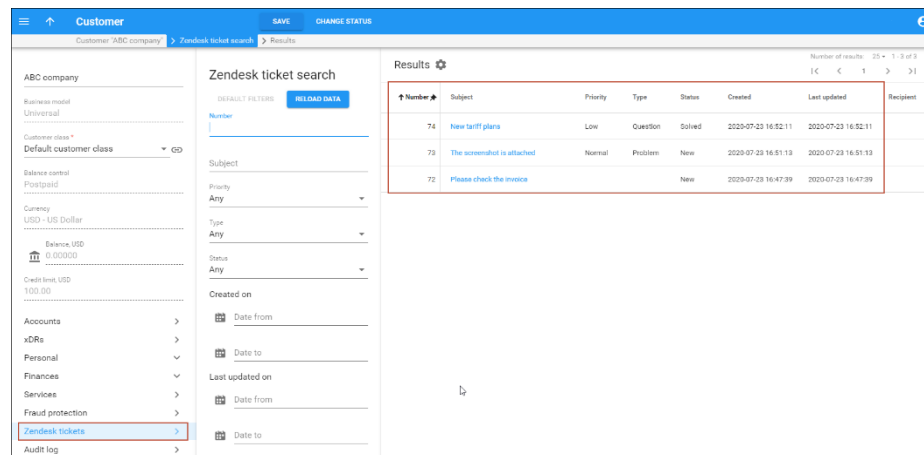 Customer SAVE CHANGE STATUS
Customer 'ABC company' > Zendesk ticket search > Results
ABC company
Business model
Universal
Customer class *
Default customer class
Balance control
Postpaid
Currency
USD - US Dollar
Balance, USD
0.00000
Credit limit, USD
100.00
Accounts
xDRs
Personal
Finances
Services
Fraud protection
Zendesk tickets
Audit log
Zendesk ticket search
DEFAULT FILTERS RELOAD DATA
Number
Subject
Priority
Any
Type
Any
Status
Any
Created on
Date from
Date to
Last updated on
Date from
Date to
Results
Number of results: 25 1 - 3 of 3
1
Number Subject Priority Type Status Created Last updated Recipient
74 New tariff plans Low Question Solved 2020-07-23 16:52:11 2020-07-23 16:52:11
73 The screenshot is attached Normal Problem New 2020-07-23 16:51:13 2020-07-23 16:51:13
72 Please check the invoice New 2020-07-23 16:47:39 2020-07-23 16:47:39